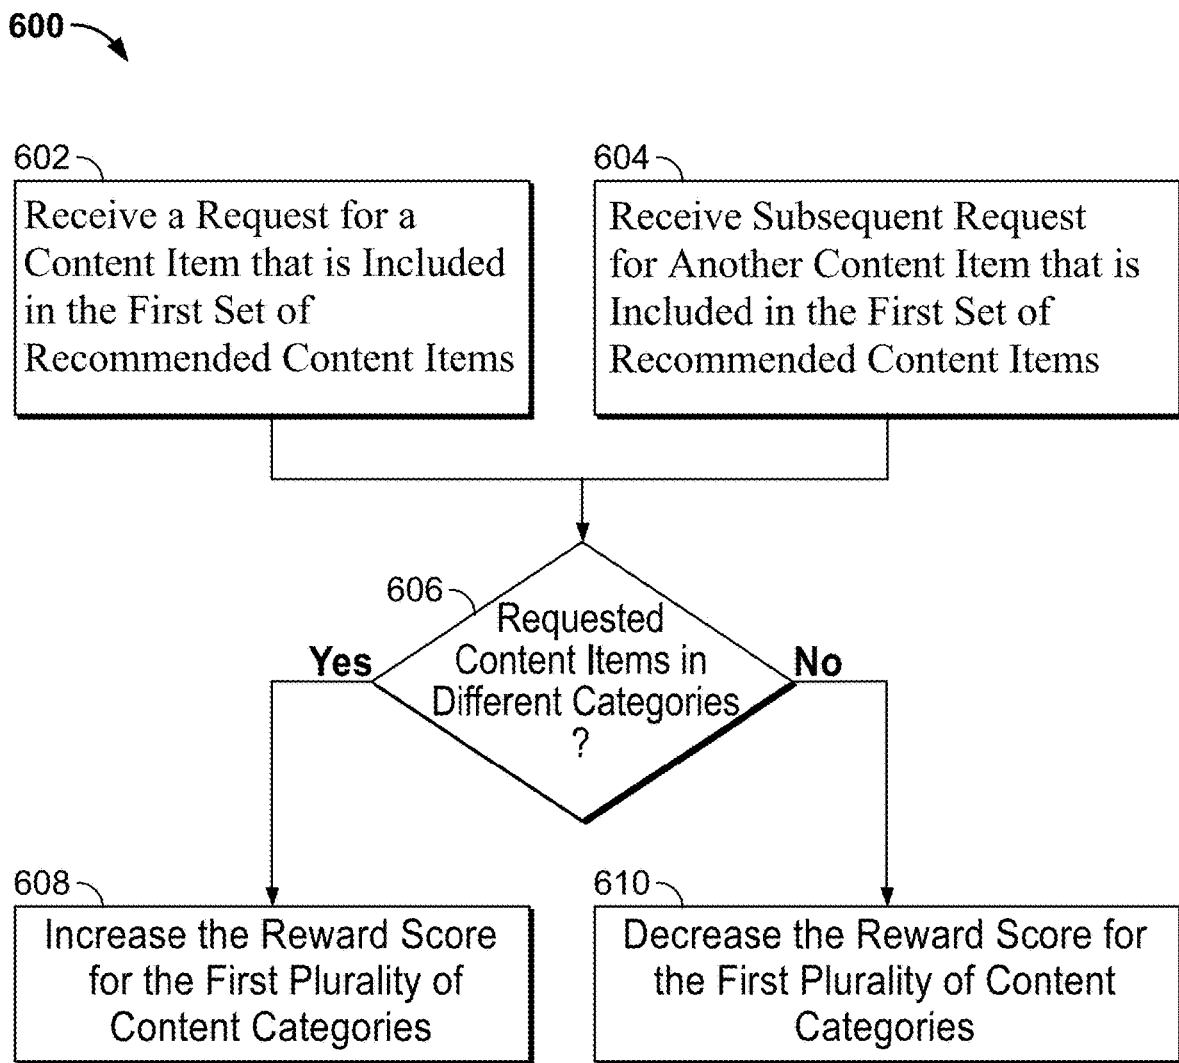 600
602
Receive a Request for a
Content Item that is Included
in the First Set of
Recommended Content Items
604
Receive Subsequent Request
for Another Content Item that is
Included in the First Set of
Recommended Content Items
606
Requested
Content Items in
Different Categories
?
Yes
No
608
Increase the Reward Score
for the First Plurality of
Content Categories
610
Decrease the Reward Score for
the First Plurality of Content
Categories